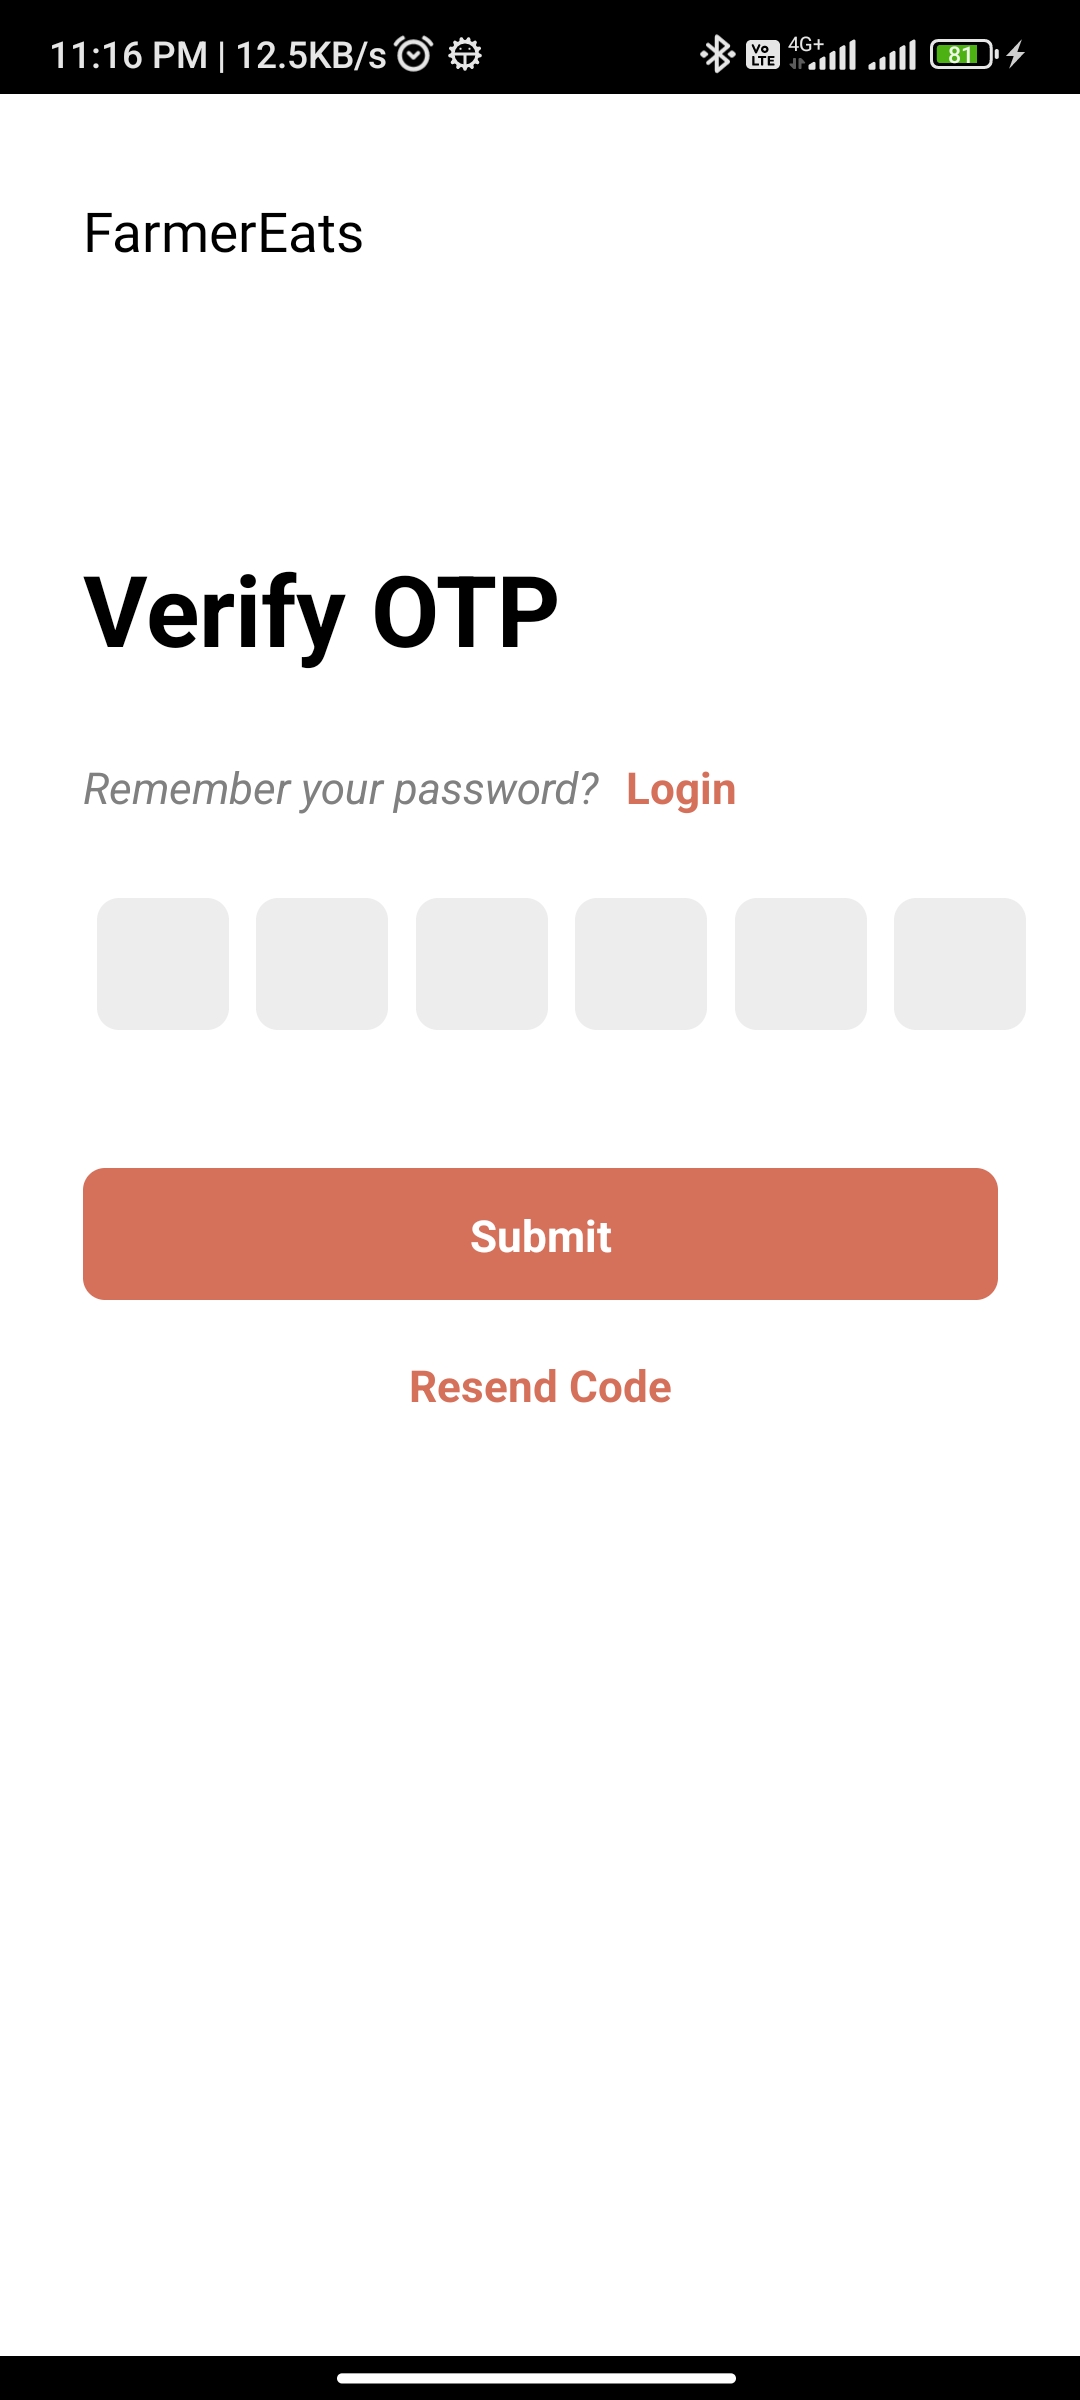 11:16 PM | 12.5KB/s Vo LTE 4G+ 81
FarmerEats
Verify OTP
Remember your password? Login
Submit
Resend Code